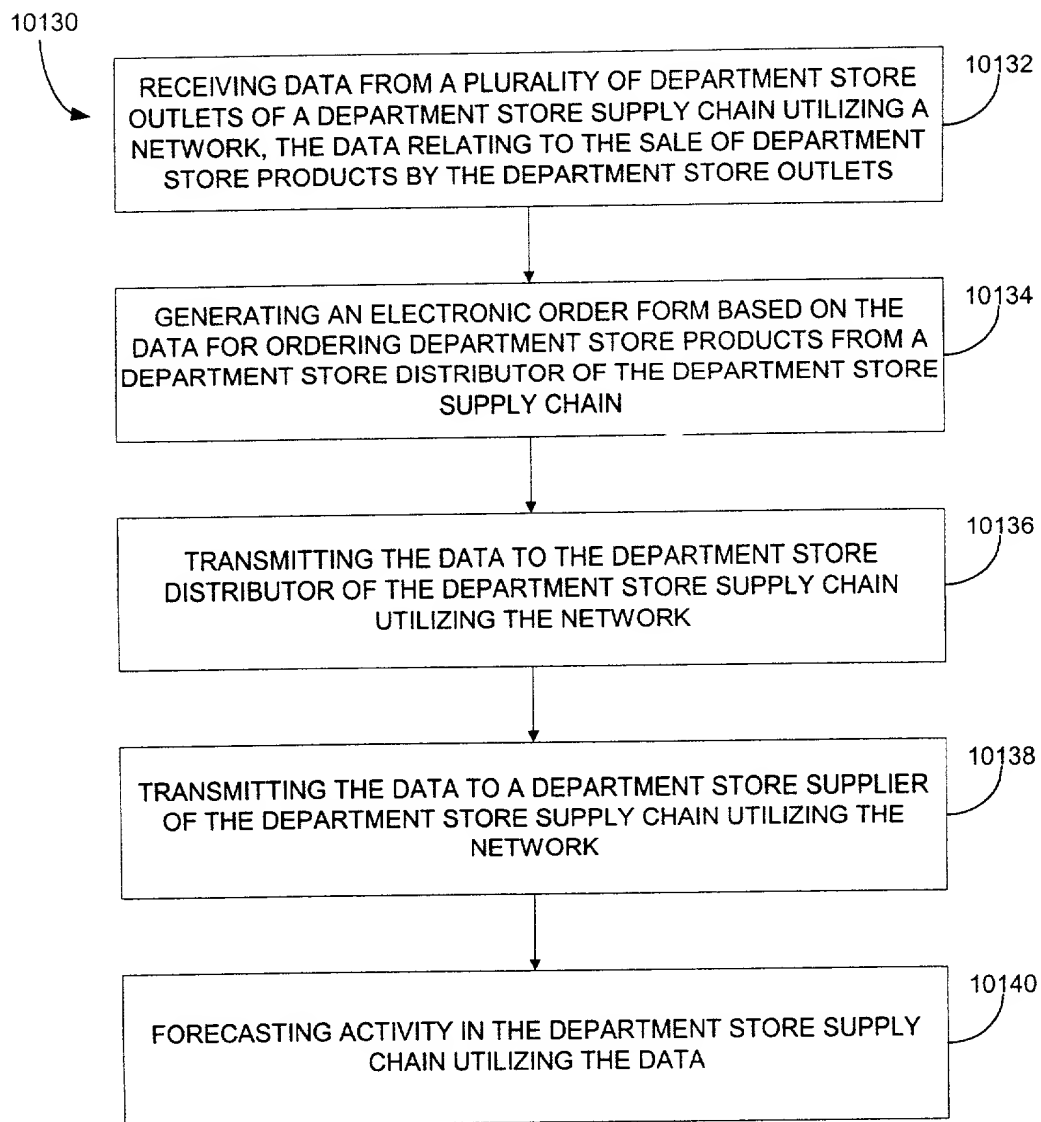 10130
10132
RECEIVING DATA FROM A PLURALITY OF DEPARTMENT STORE
OUTLETS OF A DEPARTMENT STORE SUPPLY CHAIN UTILIZING A
NETWORK, THE DATA RELATING TO THE SALE OF DEPARTMENT
STORE PRODUCTS BY THE DEPARTMENT STORE OUTLETS
10134
GENERATING AN ELECTRONIC ORDER FORM BASED ON THE
DATA FOR ORDERING DEPARTMENT STORE PRODUCTS FROM A
DEPARTMENT STORE DISTRIBUTOR OF THE DEPARTMENT STORE
SUPPLY CHAIN
10136
TRANSMITTING THE DATA TO THE DEPARTMENT STORE
DISTRIBUTOR OF THE DEPARTMENT STORE SUPPLY CHAIN
UTILIZING THE NETWORK
10138
TRANSMITTING THE DATA TO A DEPARTMENT STORE SUPPLIER
OF THE DEPARTMENT STORE SUPPLY CHAIN UTILIZING THE
NETWORK
10140
FORECASTING ACTIVITY IN THE DEPARTMENT STORE SUPPLY
CHAIN UTILIZING THE DATA